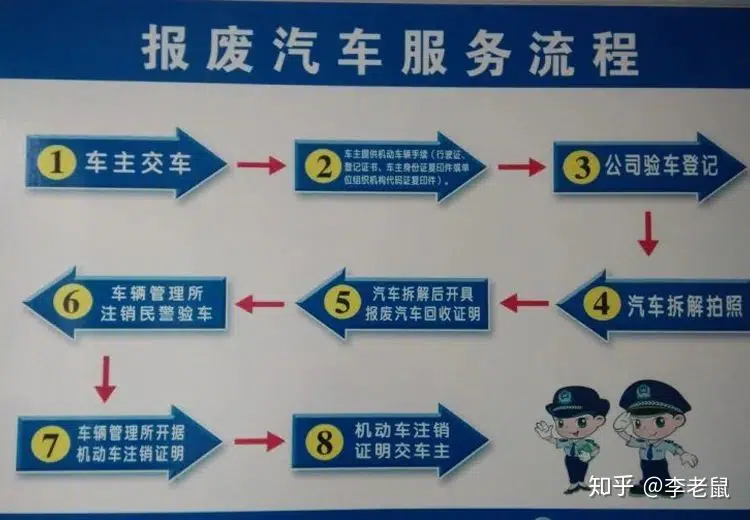 报废汽车服务流程
1 车主交车
2 车主提供机动车辆手续（行驶证、
登记证书、车主身份证复印件或单
位组织机构代码证复印件）。
3 公司验车登记
4 汽车拆解拍照
5 汽车拆解后开具
报废汽车回收证明
6 车辆管理所
注销民警验车
7 车辆管理所开据
机动车注销证明
8 机动车注销
证明交车主
知乎 @李老鼠